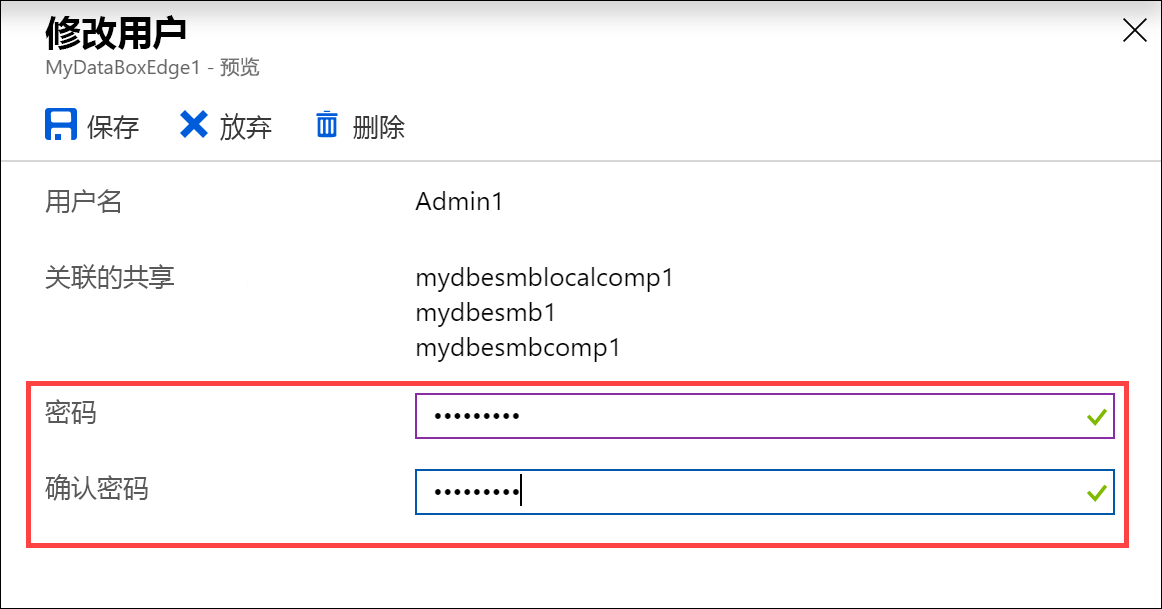 修改用户
MyDataBoxEdge1 - 预览
保存 放弃 删除
用户名 Admin1
关联的共享 mydbesmblocalcomp1
mydbesmb1
mydbesmbcomp1
密码 •••••••••
确认密码 •••••••••